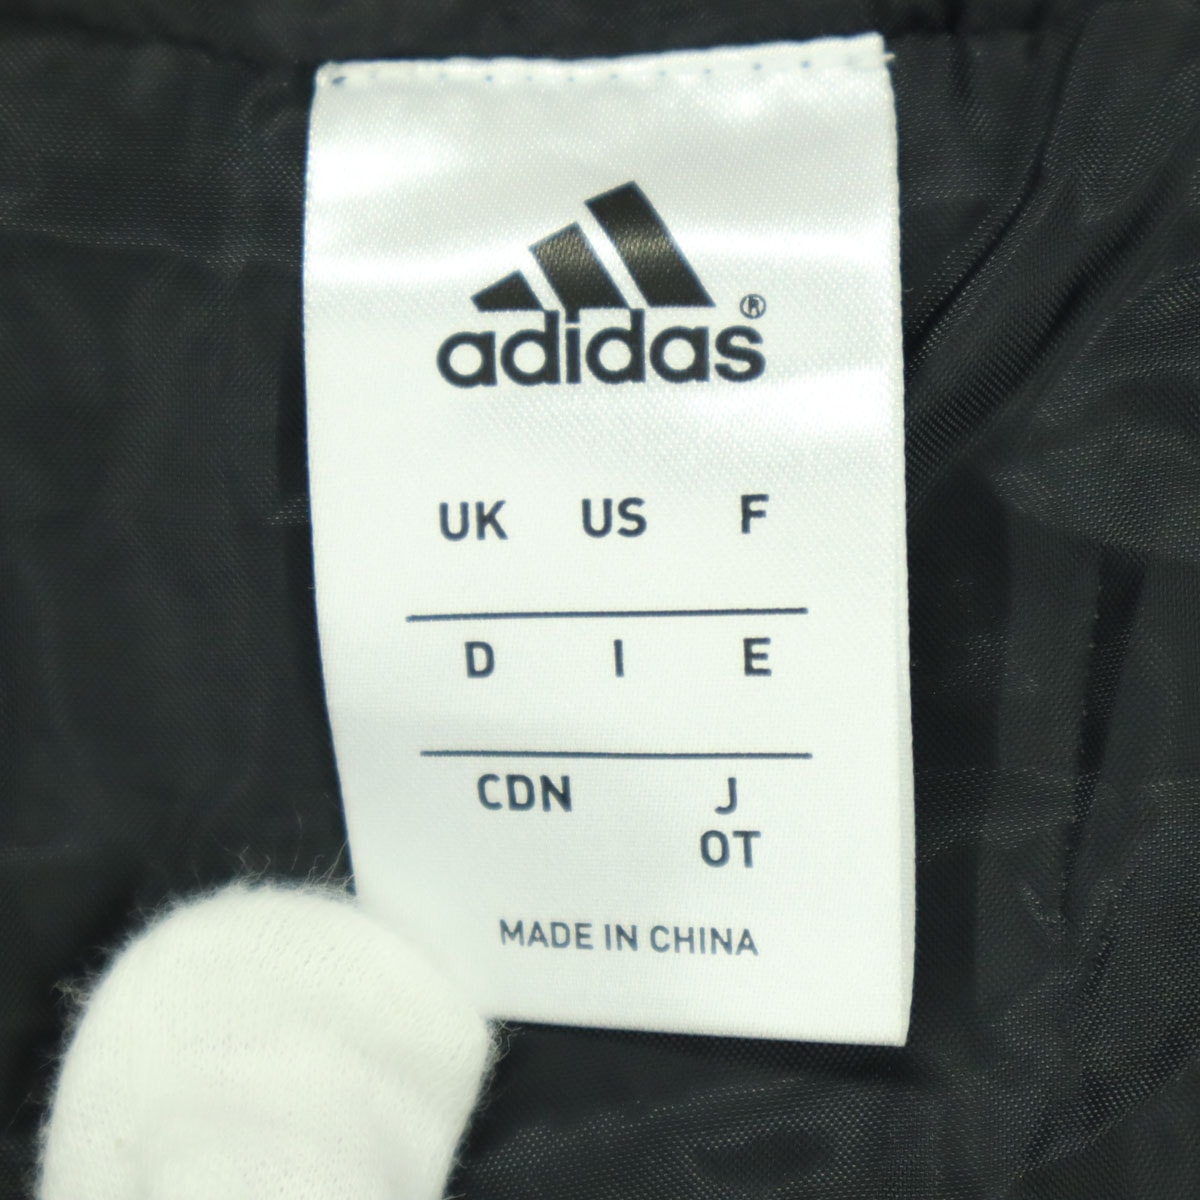 adidas®
UK US F
D I E
CDN J
OT
MADE IN CHINA